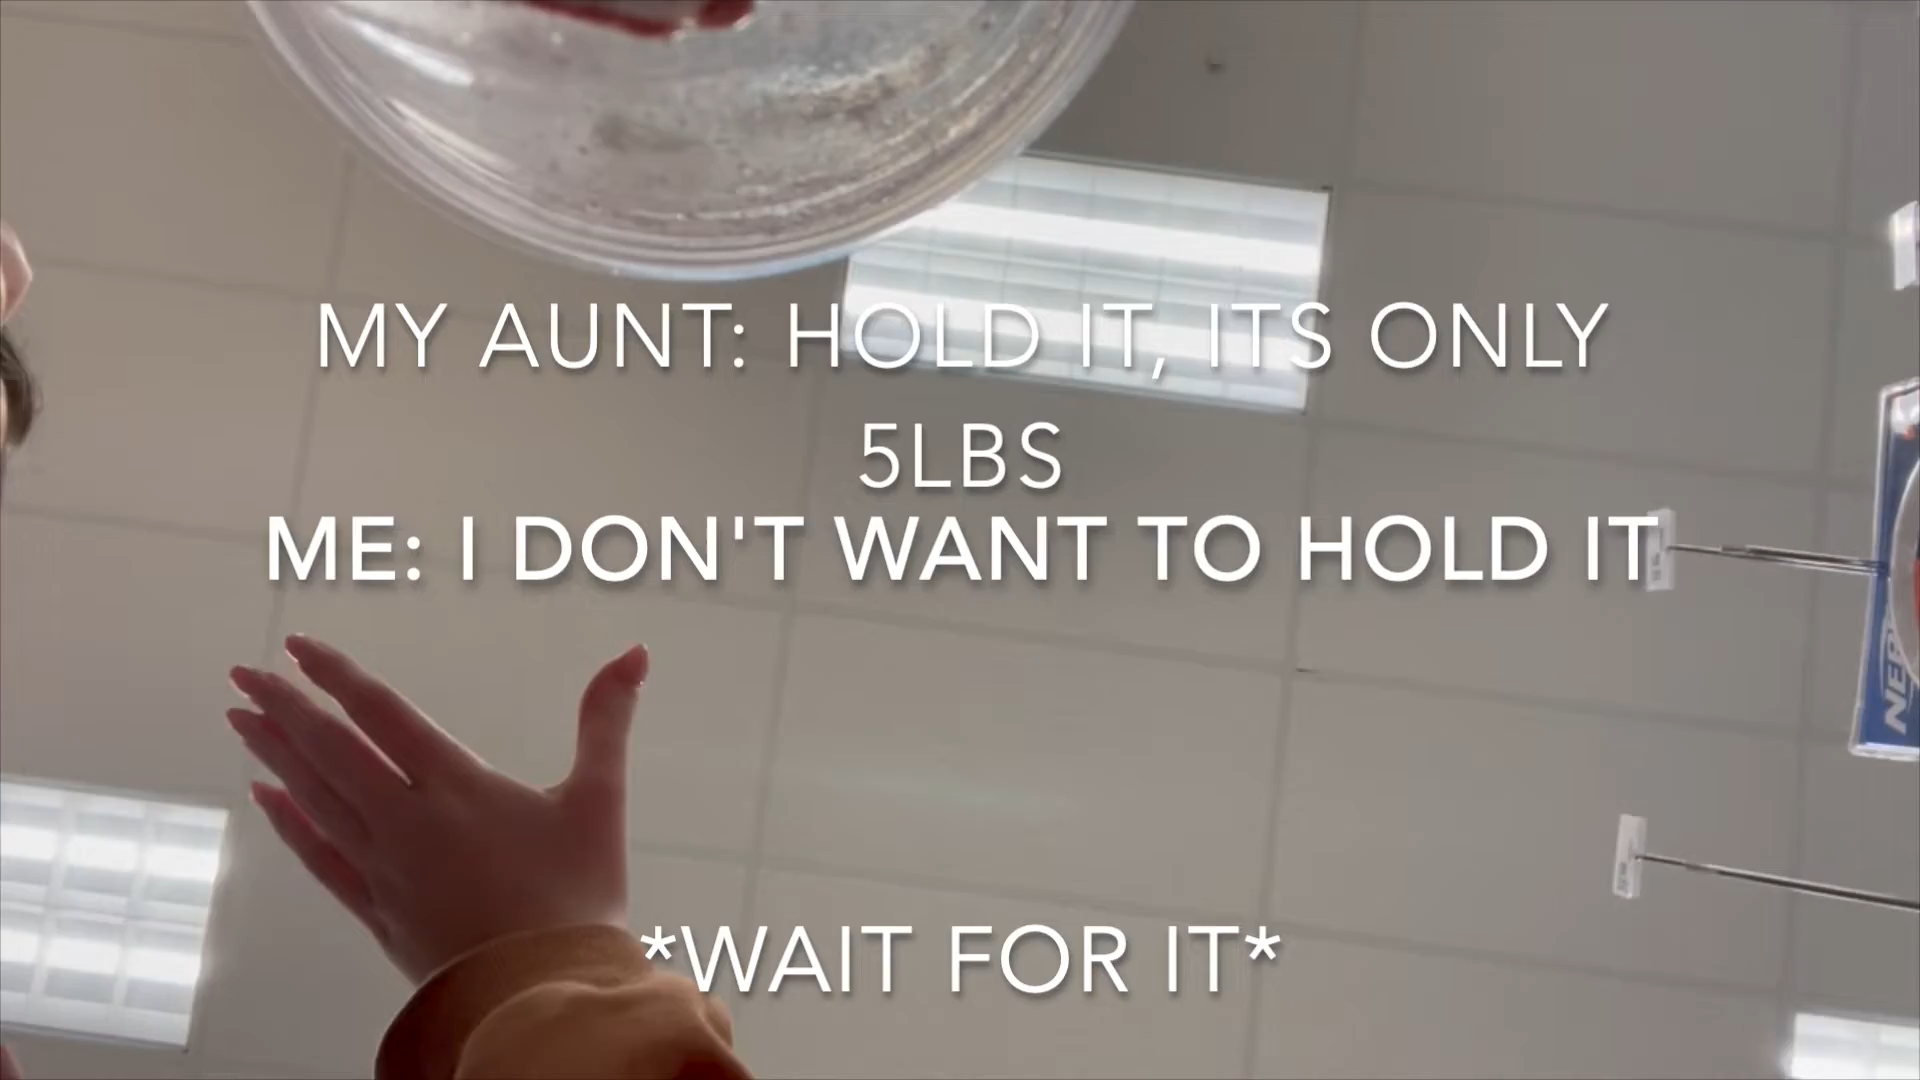 MY AUNT: HOLD IT, ITS ONLY
5LBS
ME: I DON'T WANT TO HOLD IT
*WAIT FOR IT*